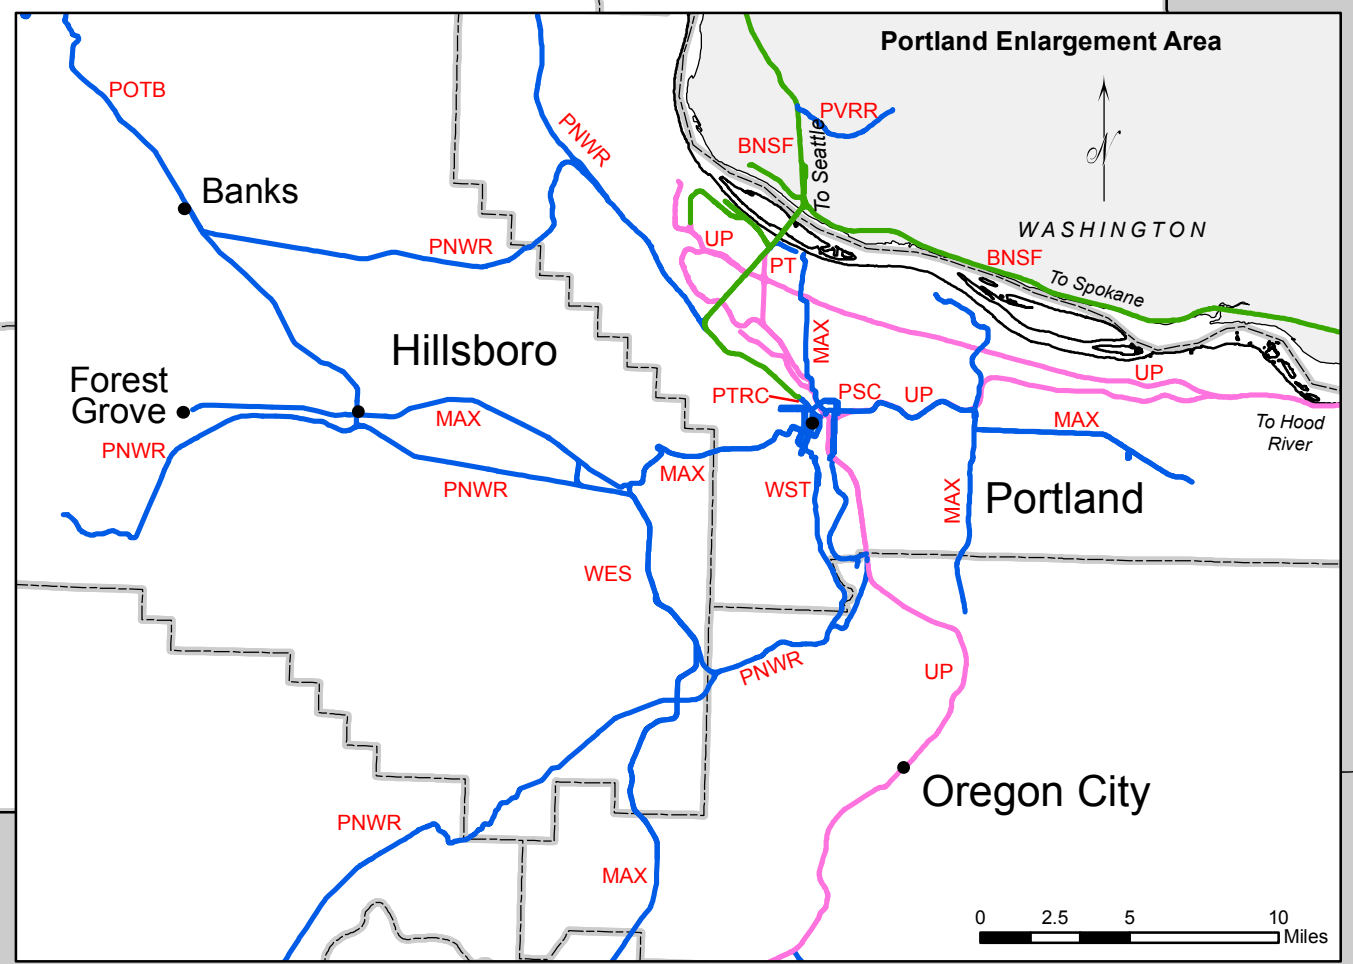 Portland Enlargement Area
POTB
PVRR
PNWR
BNSF
To Seattle
N
Banks
WASHINGTON
PNWR
UP
BNSF
PT
To Spokane
MAX
Hillsboro
Forest
Grove
UP
PTRC
PSC
UP
MAX
To Hood
River
MAX
PNWR
MAX
PNWR
WST
MAX
Portland
WES
PNWR
UP
Oregon City
PNWR
MAX
0
2.5
5
10
Miles